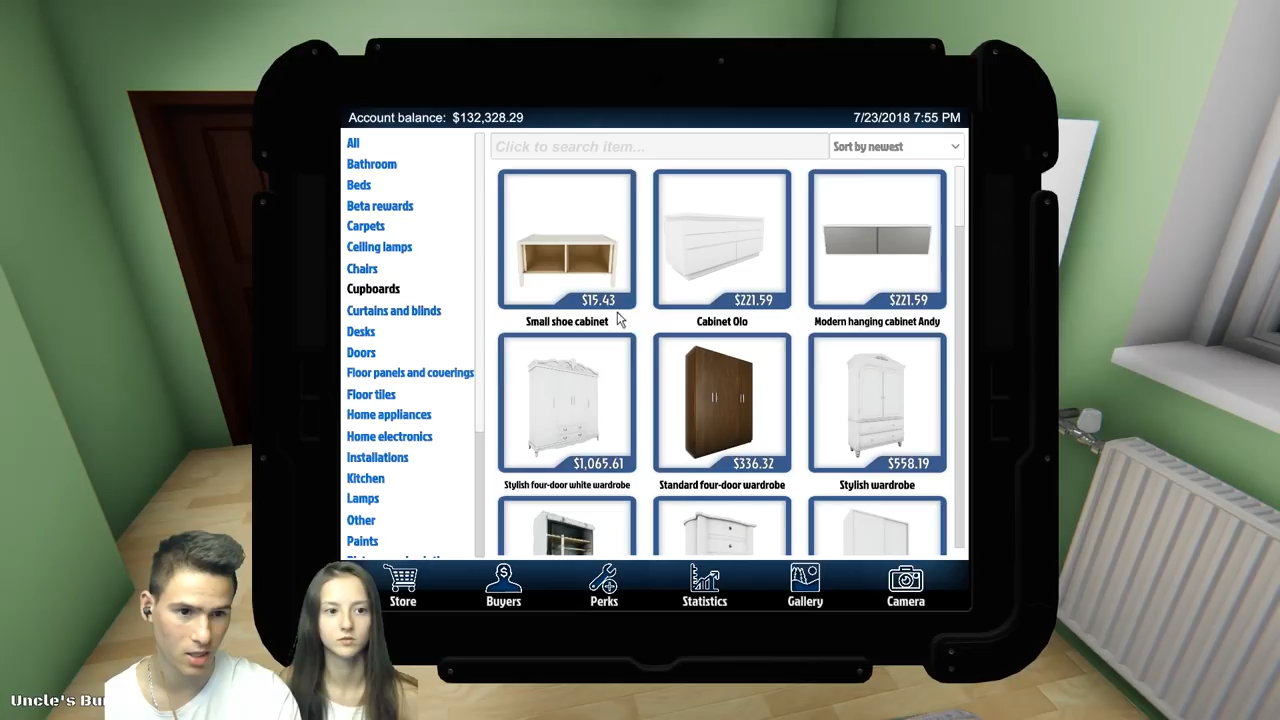 Account balance: $132,328.29
7/23/2018 7:55 PM
All
Bathroom
Beds
Beta rewards
Carpets
Ceiling lamps
Chairs
Cupboards
Curtains and blinds
Desks
Doors
Floor panels and coverings
Floor tiles
Home appliances
Home electronics
Installations
Kitchen
Lamps
Other
Paints
Click to search item...
Sort by newest
$15.43
$221.59
$221.59
Small shoe cabinet
Cabinet Olo
Modern hanging cabinet Andy
$1,065.61
$336.32
$558.19
Stylish four-door white wardrobe
Standard four-door wardrobe
Stylish wardrobe
Store
Buyers
Perks
Statistics
Gallery
Camera
Uncle's